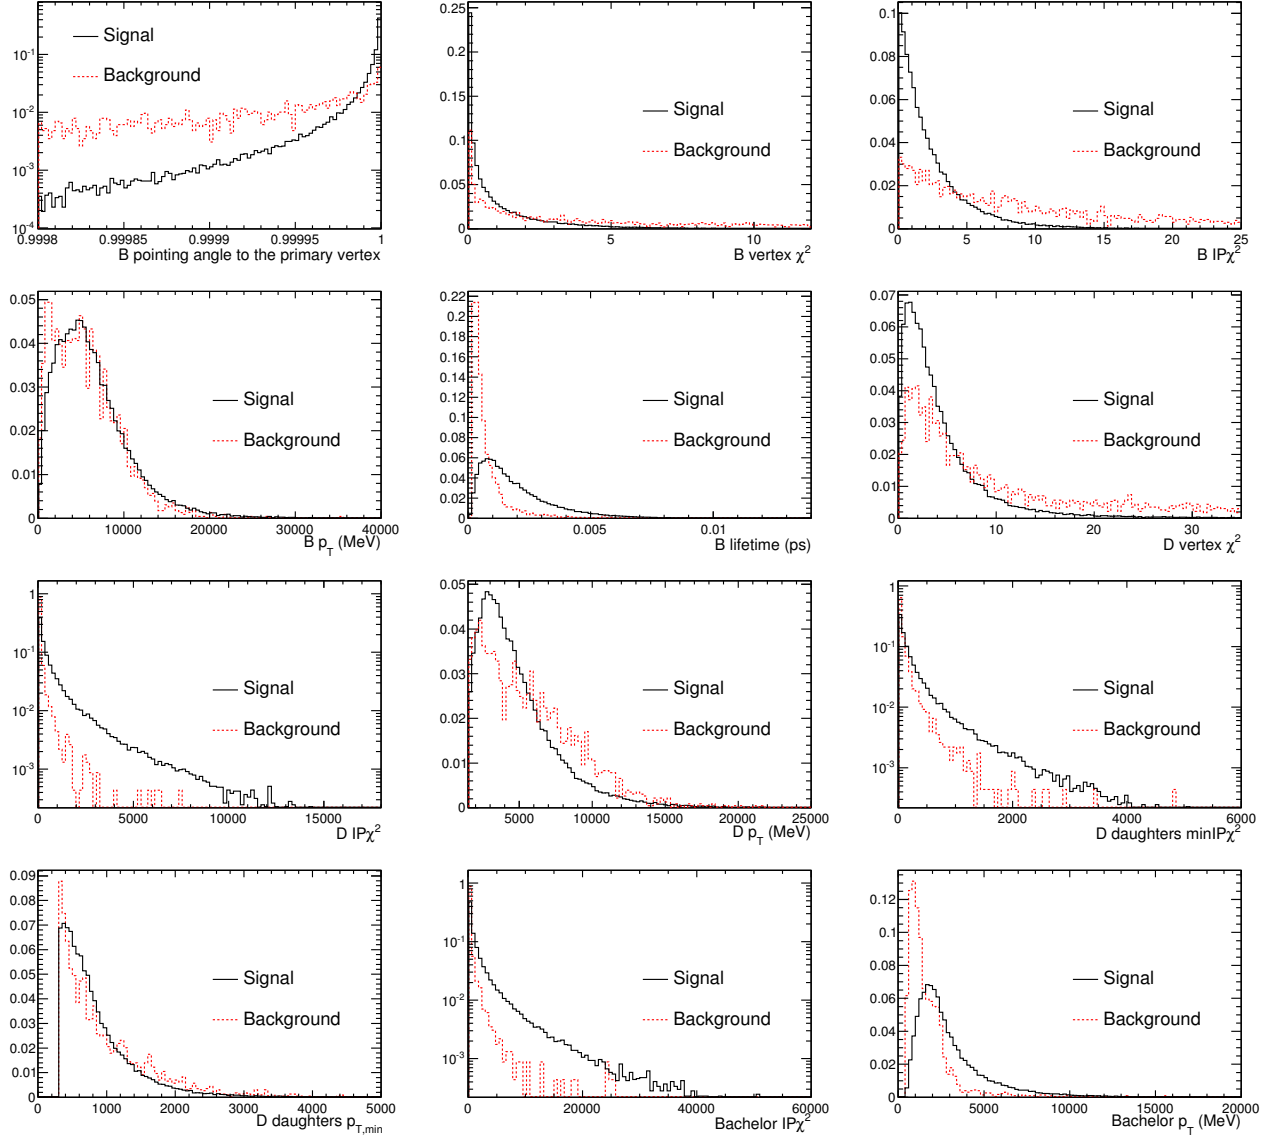 10⁻¹
10⁻²
10⁻³
10⁻⁴
Signal
Background
0.9998 0.99985 0.9999 0.99995 1
B pointing angle to the primary vertex
0.25
0.2
0.15
0.1
0.05
0
Signal
Background
0 5 10
B vertex χ²
0.1
0.08
0.06
0.04
0.02
0
Signal
Background
0 5 10 15 20 25
B IPχ²
0.05
0.04
0.03
0.02
0.01
0
Signal
Background
0 10000 20000 30000 40000
B p_T (MeV)
0.22
0.2
0.18
0.16
0.14
0.12
0.1
0.08
0.06
0.04
0.02
0
Signal
Background
0 0.005 0.01
B lifetime (ps)
0.07
0.06
0.05
0.04
0.03
0.02
0.01
0
Signal
Background
0 10 20 30
D vertex χ²
1
10⁻¹
10⁻²
10⁻³
Signal
Background
0 5000 10000 15000
D IPχ²
0.05
0.04
0.03
0.02
0.01
0
Signal
Background
5000 10000 15000 20000 25000
D p_T (MeV)
1
10⁻¹
10⁻²
10⁻³
Signal
Background
0 2000 4000 6000
D daughters minIPχ²
0.09
0.08
0.07
0.06
0.05
0.04
0.03
0.02
0.01
0
Signal
Background
0 1000 2000 3000 4000 5000
D daughters p_T,min
1
10⁻¹
10⁻²
10⁻³
Signal
Background
0 20000 40000 60000
Bachelor IPχ²
0.12
0.1
0.08
0.06
0.04
0.02
0
Signal
Background
0 5000 10000 15000 20000
Bachelor p_T (MeV)